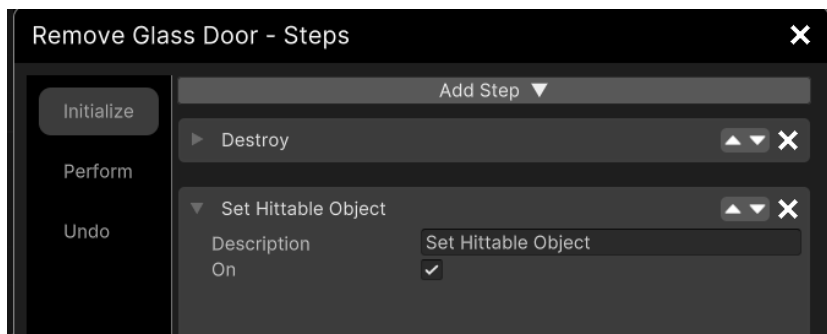 Remove Glass Door - Steps
Add Step
Initialize
Destroy
Perform
Set Hittable Object
Undo
Description Set Hittable Object
On